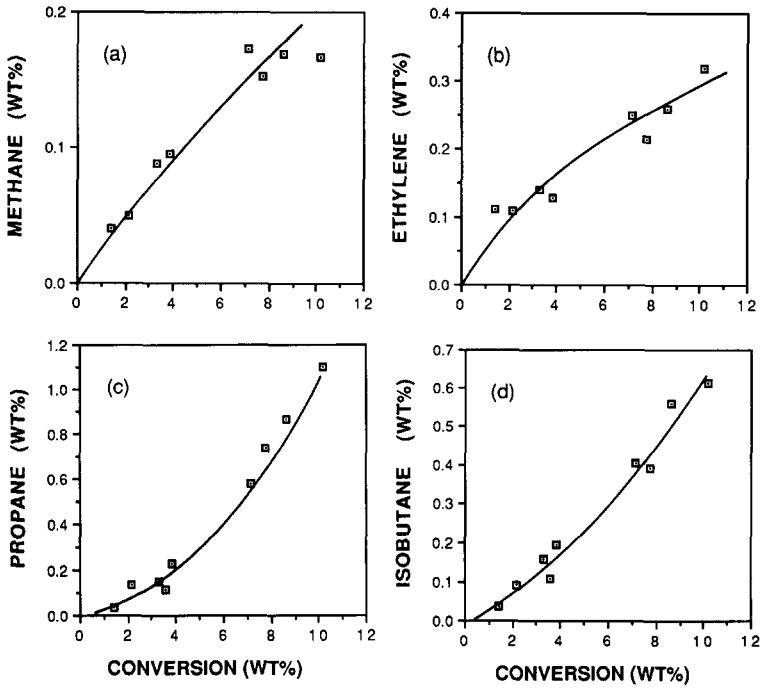 METHANE (WT%)
(a)
0.2
0.1
0.0
0 2 4 6 8 10 12
ETHYLENE (WT%)
(b)
0.4
0.3
0.2
0.1
0.0
0 2 4 6 8 10 12
PROPANE (WT%)
(c)
1.2
1.0
0.8
0.6
0.4
0.2
0.0
0 2 4 6 8 10 12
CONVERSION (WT%)
ISOBUTANE (WT%)
(d)
0.7
0.6
0.5
0.4
0.3
0.2
0.1
0.0
0 2 4 6 8 10 12
CONVERSION (WT%)